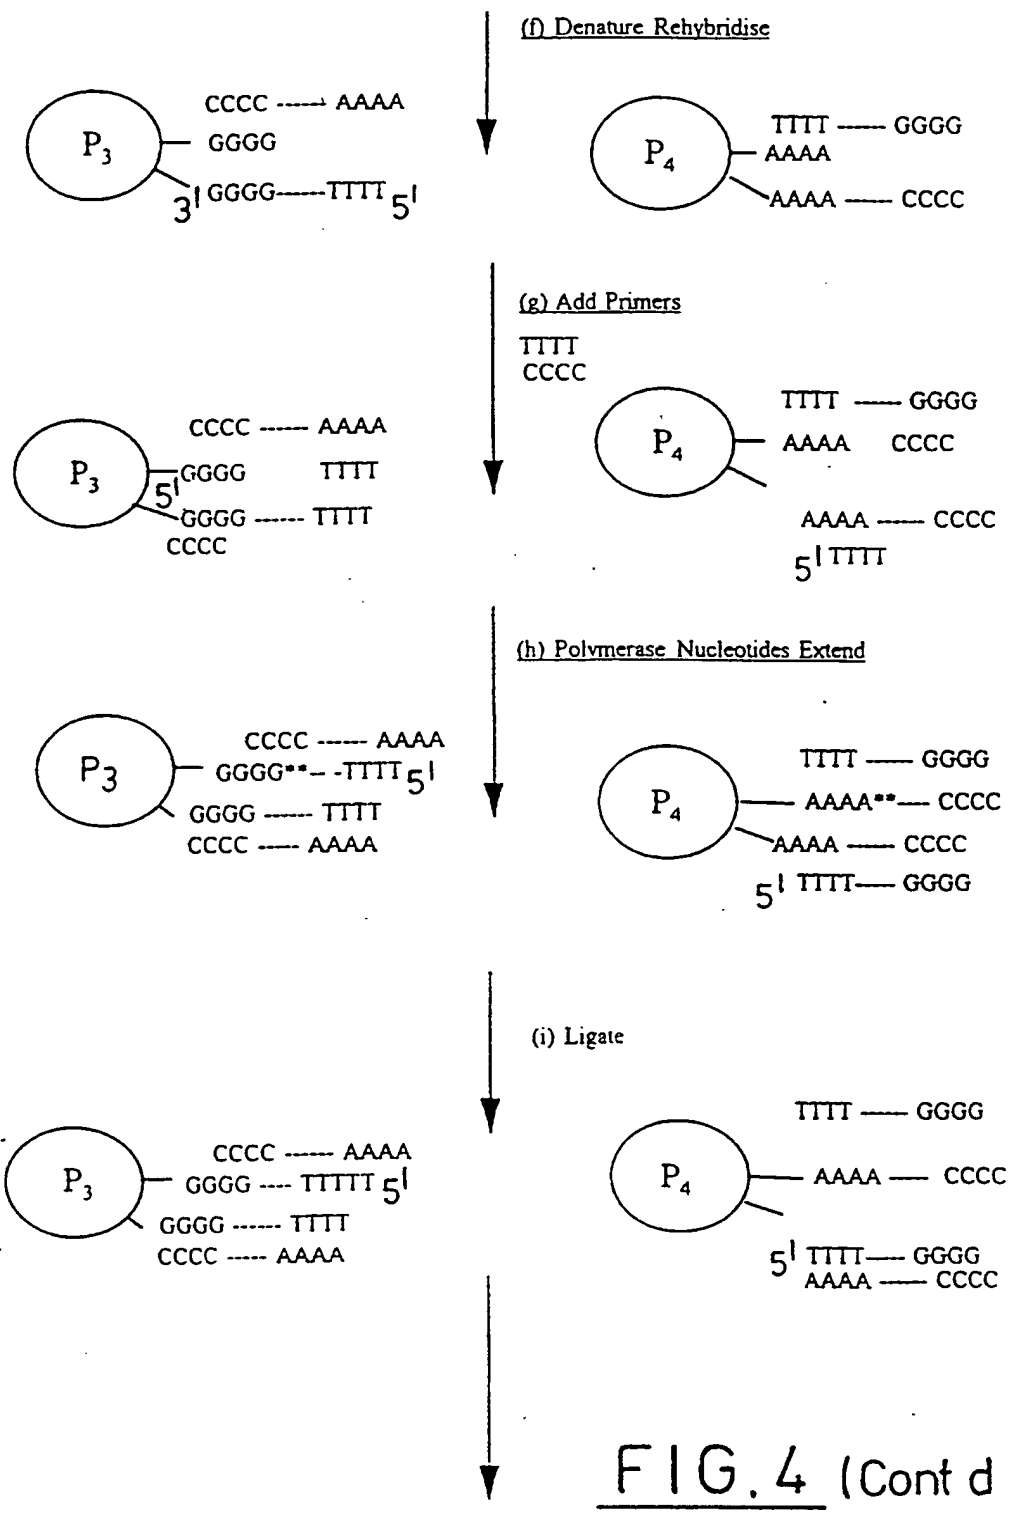 (f) Denature Rehybridise
CCCC ------ AAAA
P3 GGGG
3' GGGG-----TTTT 5'
TTTT ----- GGGG
P4 AAAA
AAAA ---- CCCC
(g) Add Primers
TTTT
CCCC
CCCC ------ AAAA
P3 GGGG TTTT
5'
GGGG ------ TTTT
CCCC
TTTT ---- GGGG
P4 AAAA CCCC
AAAA ---- CCCC
5' TTTT
(h) Polymerase Nucleotides Extend
CCCC ------ AAAA
P3 GGGG**- -TTTT 5'
GGGG ------ TTTT
CCCC ----- AAAA
TTTT ---- GGGG
P4 AAAA**--- CCCC
AAAA ---- CCCC
5' TTTT---- GGGG
(i) Ligate
CCCC ------ AAAA
P3 GGGG ---- TTTTT 5'
GGGG ------ TTTT
CCCC ----- AAAA
TTTT ---- GGGG
P4 AAAA ---- CCCC
5' TTTT---- GGGG
AAAA ---- CCCC
FIG. 4 (Cont d